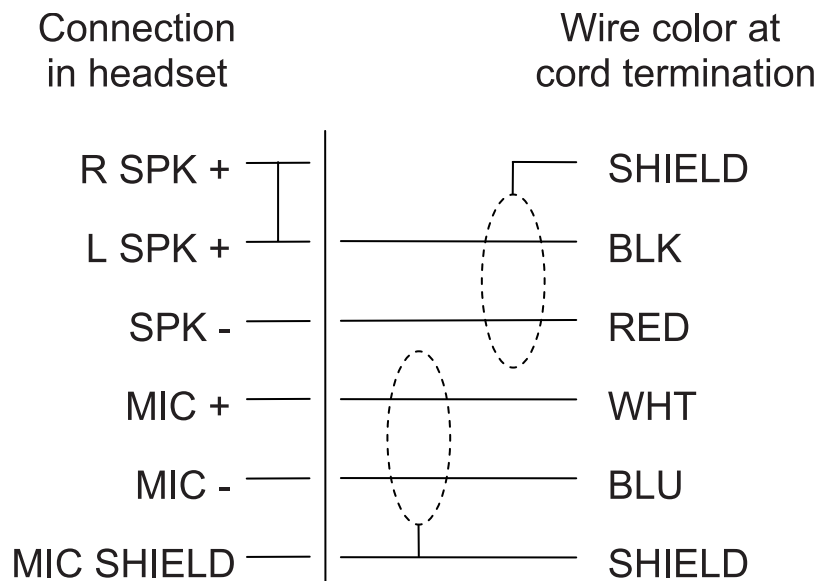 Connection
in headset
Wire color at
cord termination
R SPK +
SHIELD
L SPK +
BLK
SPK -
RED
MIC +
WHT
MIC -
BLU
MIC SHIELD
SHIELD